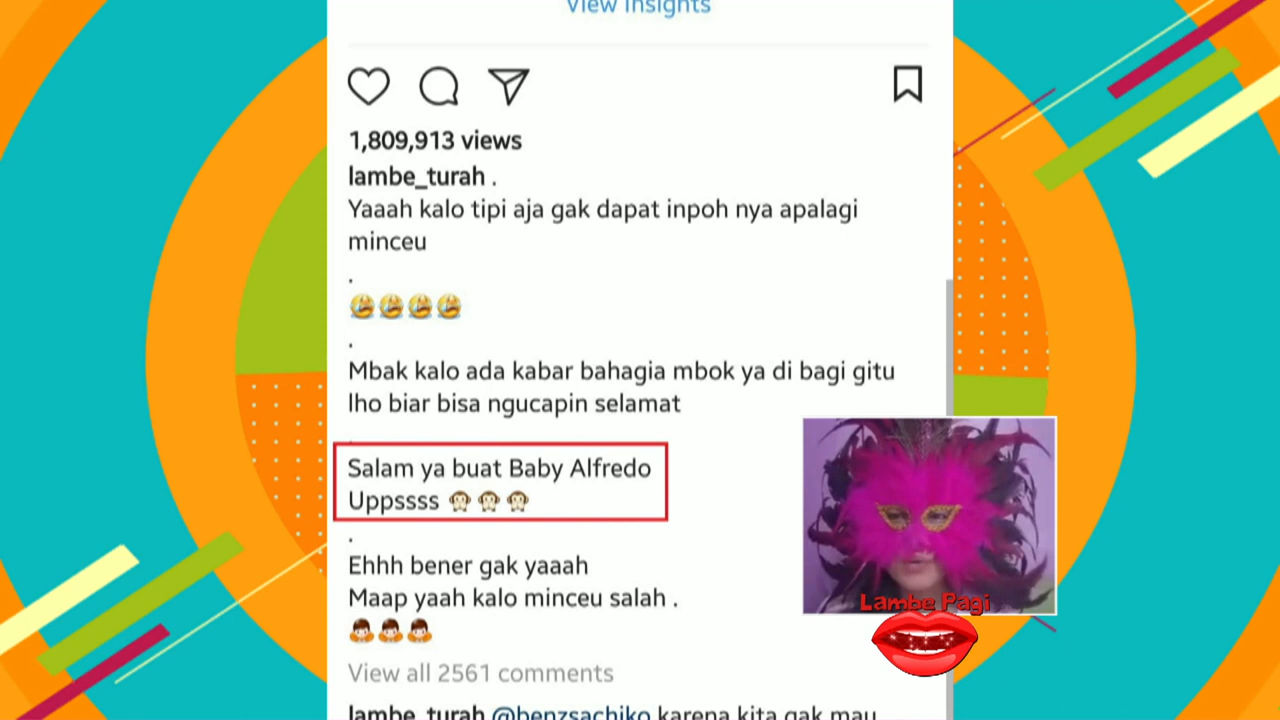 View Insights
1,809,913 views
lambe_turah .
Yaaah kalo tipi aja gak dapat inpoh nya apalagi
minceu
.
.
Mbak kalo ada kabar bahagia mbok ya di bagi gitu
lho biar bisa ngucapin selamat
.
Salam ya buat Baby Alfredo
Uppssss 🙊🙊🙊
.
Ehhh bener gak yaaah
Maap yaah kalo minceu salah .
View all 2561 comments
lambe_turah @benzsachiko karena kita gak mau
Lambe Pagi